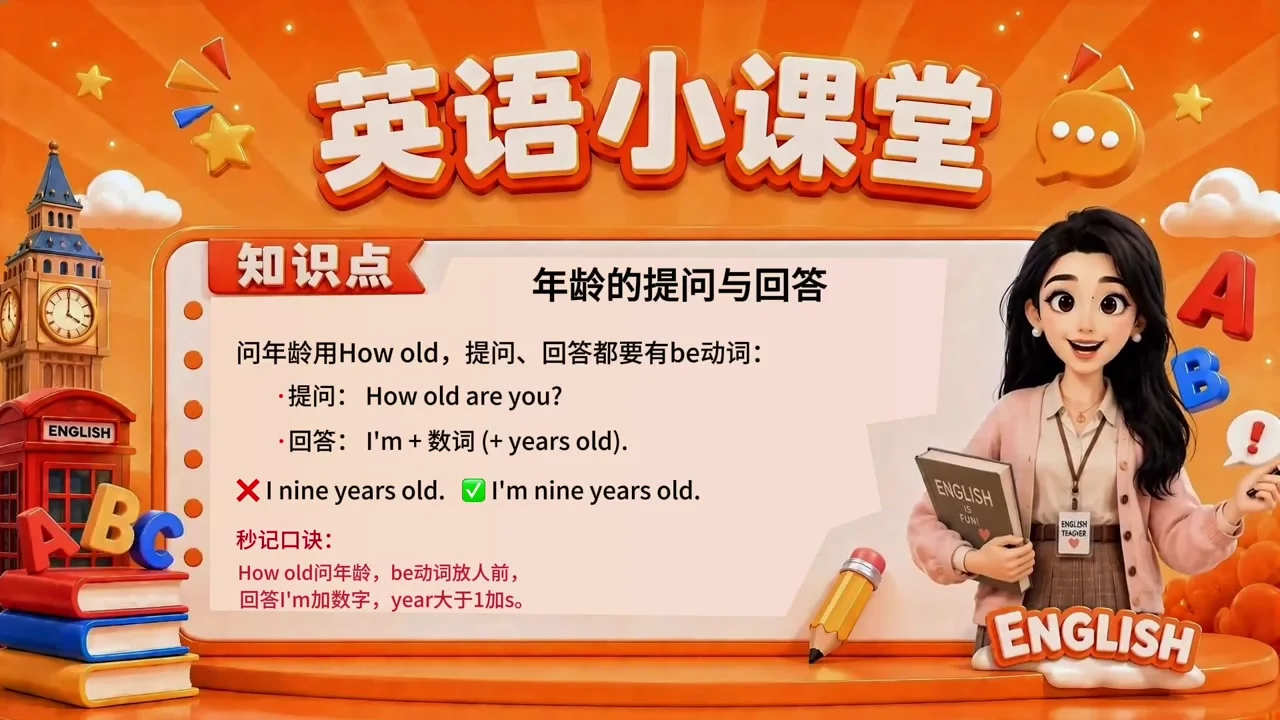 英语小课堂
知识点
年龄的提问与回答
问年龄用How old，提问、回答都要有be动词：
·提问： How old are you?
·回答： I'm + 数词 (+ years old).
❌ I nine years old. ✅ I'm nine years old.
秒记口诀：
How old问年龄，be动词放人前，
回答I'm加数字，year大于1加s。
ENGLISH
ABC
A
B
!
ENGLISH
IS
FUN!
ENGLISH
TEACHER
ENGLISH